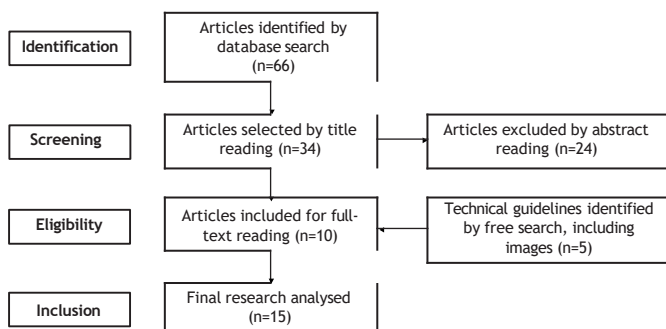 Identification
Articles identified by
database search
(n=66)
Screening
Articles selected by title
reading (n=34)
Articles excluded by abstract
reading (n=24)
Eligibility
Articles included for full-
text reading (n=10)
Technical guidelines identified
by free search, including
images (n=5)
Inclusion
Final research analysed
(n=15)